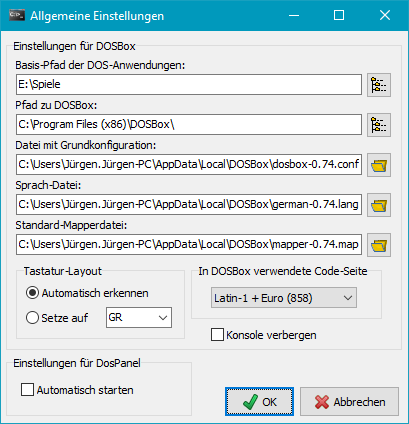 Allgemeine Einstellungen
Einstellungen für DOSBox
Basis-Pfad der DOS-Anwendungen:
E:\Spiele
Pfad zu DOSBox:
C:\Program Files (x86)\DOSBox\
Datei mit Grundkonfiguration:
C:\Users\Jürgen.Jürgen-PC\AppData\Local\DOSBox\dosbox-0.74.conf
Sprach-Datei:
C:\Users\Jürgen.Jürgen-PC\AppData\Local\DOSBox\german-0.74.lang
Standard-Mapperdatei:
C:\Users\Jürgen.Jürgen-PC\AppData\Local\DOSBox\mapper-0.74.map
Tastatur-Layout
Automatisch erkennen
Setze auf GR
In DOSBox verwendete Code-Seite
Latin-1 + Euro (858)
Konsole verbergen
Einstellungen für DosPanel
Automatisch starten
OK
Abbrechen